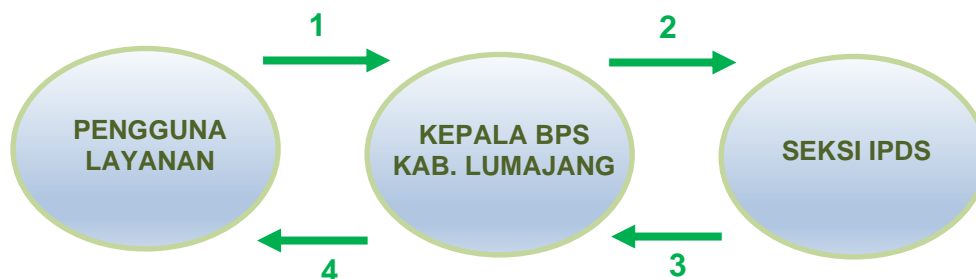 1
2
PENGGUNA
LAYANAN
KEPALA BPS
KAB. LUMAJANG
SEKSI IPDS
4
3